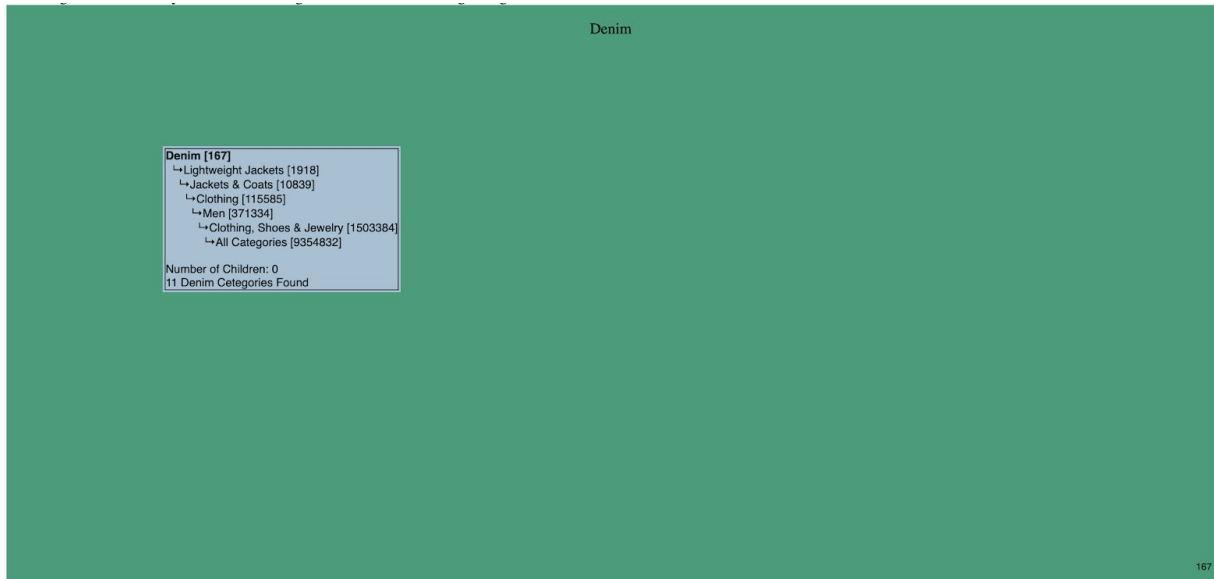 Denim
Denim [167]
↳Lightweight Jackets [1918]
↳Jackets & Coats [10839]
↳Clothing [115585]
↳Men [371334]
↳Clothing, Shoes & Jewelry [1503384]
↳All Categories [9354832]
Number of Children: 0
11 Denim Cetegories Found
167